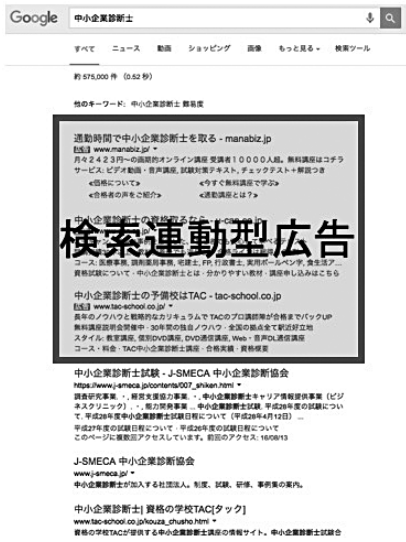 Google 中小企業診断士
すべて ニュース 動画 ショッピング 画像 もっと見る 検索ツール
約 575,000 件 （0.52 秒）
他のキーワード: 中小企業診断士 難易度
通勤時間で中小企業診断士を取る - manabiz.jp
広告 www.manabiz.jp/
月々2423円〜の画期的オンライン講座 受講者10000人超。無料講座はコチラ
サービス: ビデオ動画・音声講座, 試験対策テキスト, チェックテスト＋解説つき
≪価格について≫ ≪今すぐ無料講座で学ぶ≫
≪合格者の声をご紹介≫ ≪通勤講座とは？≫
中小企業診断士の資格取るなら - u-can.co.jp
検索連動型広告
コース: 医療事務, 調剤薬局事務, 宅建士, FP, 行政書士, 実用ボールペン字, 食生活ア...
資格試験について・中小企業診断士とは・分かりやすい教材・講座申し込みはこちら
中小企業診断士の予備校はTAC - tac-school.co.jp
広告 www.tac-school.co.jp/
長年のノウハウと戦略的なカリキュラムで TACのプロ講師陣が合格までバックUP
無料講座説明会開催中・30年間の独自ノウハウ・全国の拠点全て駅近好立地
スタイル: 教室講座, 個別DVD講座, DVD通信講座, Web・音声DL通信講座
コース・料金・TAC中小企業診断士講座・合格実績・資格概要
中小企業診断士試験 - J-SMECA 中小企業診断協会
https://www.j-smeca.jp/contents/007_shiken.html
調査研究事業. ・, 経営支援協力事業. ・, 中小企業診断士キャリア情報提供事業（ビ
ジネスクリニック）. ・, 能力開発事業 ... 中小企業診断士試験. 平成28年度の試験につい
て. 平成28年度中小企業診断士試験日程について（平成28年4月12日） ...
平成27年度の試験について・平成26年度の試験日程について
このページに複数回アクセスしています。前回のアクセス: 16/08/13
J-SMECA 中小企業診断協会
www.j-smeca.jp/
中小企業診断士が加入する社団法人。制度、試験、研修、事例集の案内。
中小企業診断士| 資格の学校TAC[タック]
www.tac-school.co.jp/kouza_chusho.html
資格の学校TACが提供する中小企業診断士講座の情報サイト。中小企業診断士試験合